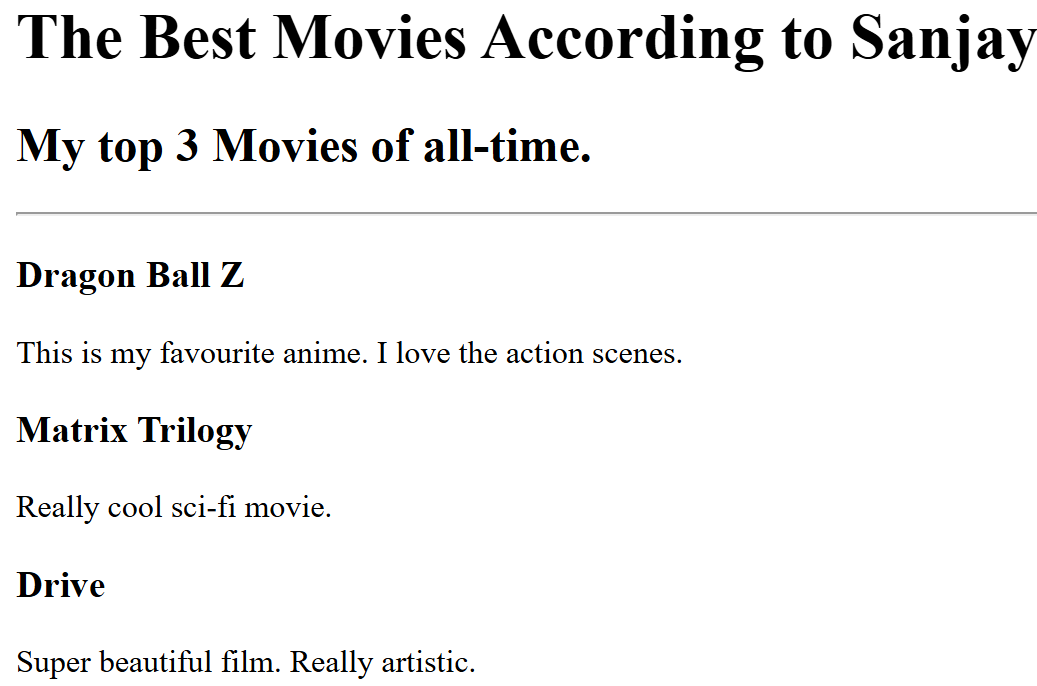 The Best Movies According to Sanjay
My top 3 Movies of all-time.
Dragon Ball Z
This is my favourite anime. I love the action scenes.
Matrix Trilogy
Really cool sci-fi movie.
Drive
Super beautiful film. Really artistic.